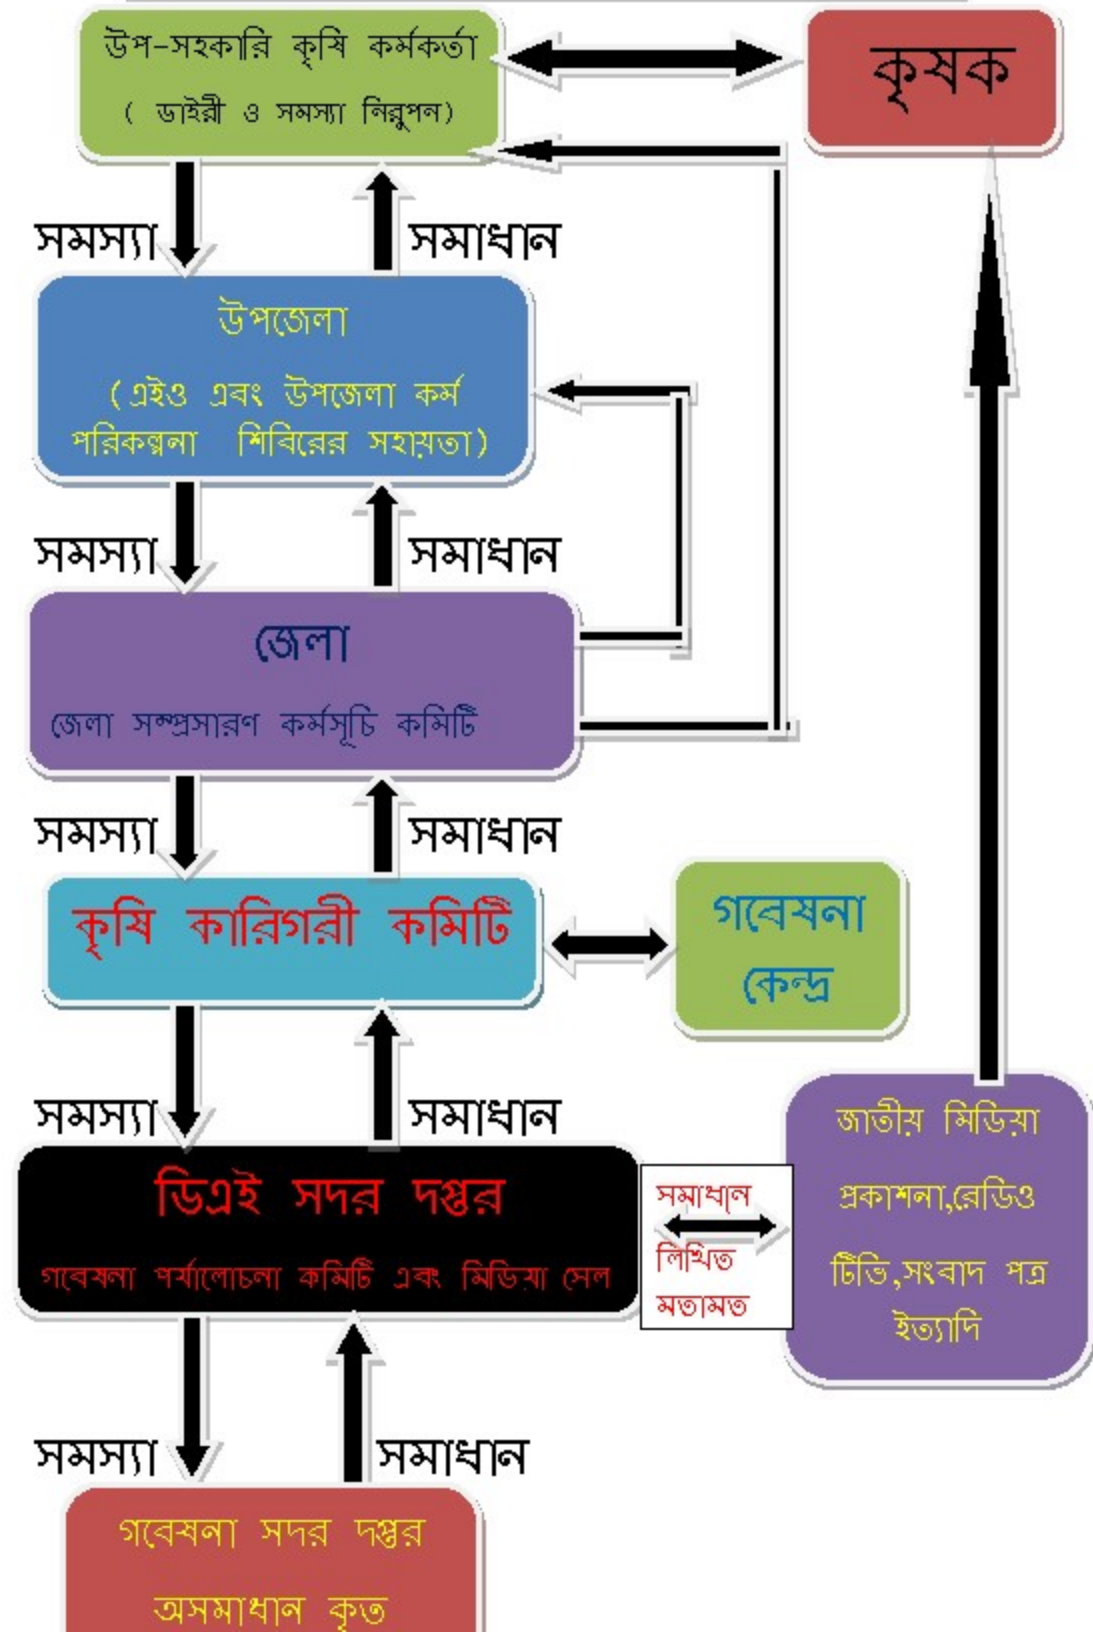 উপ-সহকারি কৃষি কর্মকর্তা
( ডাইরী ও সমস্যা নিরুপন)
কৃষক
সমস্যা
সমাধান
উপজেলা
(এইও এবং উপজেলা কর্ম
পরিকল্পনা শিবিরের সহায়তা)
সমস্যা
সমাধান
জেলা
জেলা সম্প্রসারণ কর্মসূচি কমিটি
সমস্যা
সমাধান
কৃষি কারিগরী কমিটি
গবেষনা
কেন্দ্র
সমস্যা
সমাধান
ডিএই সদর দপ্তর
গবেষনা পর্যালোচনা কমিটি এবং মিডিয়া সেল
সমাধান
লিখিত
মতামত
জাতীয় মিডিয়া
প্রকাশনা,রেডিও
টিভি,সংবাদ পত্র
ইত্যাদি
সমস্যা
সমাধান
গবেষনা সদর দপ্তর
অসমাধান কৃত